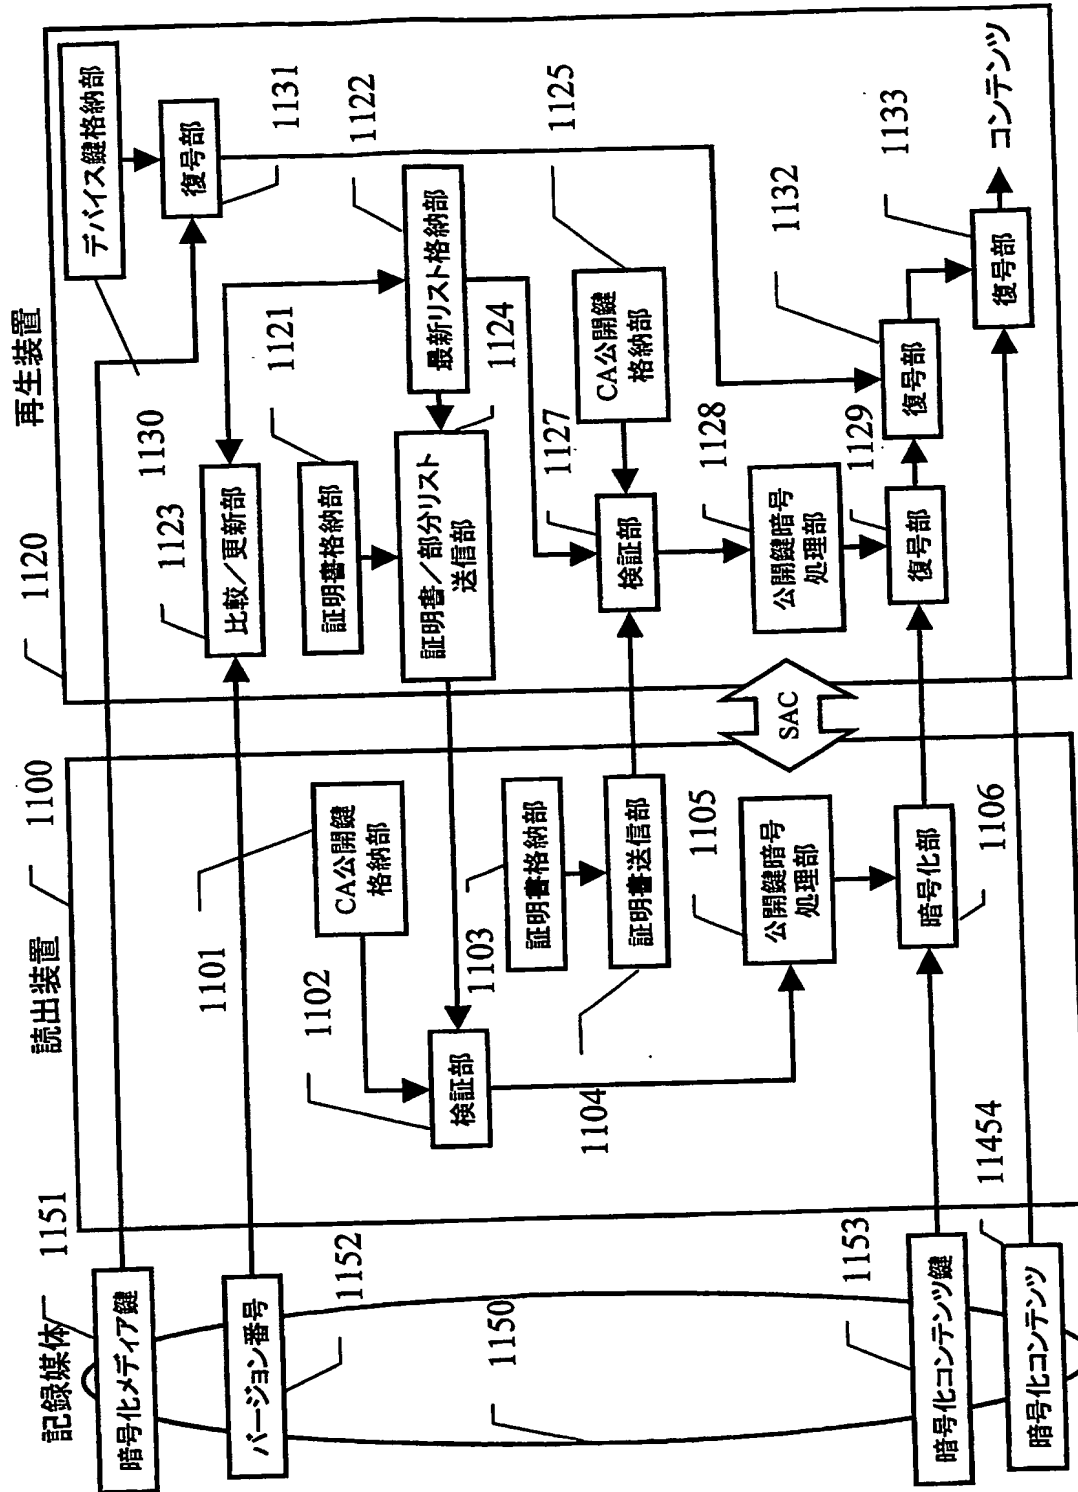 記録媒体
1151
暗号化メディア鍵
バージョン番号
1152
1150
1153
暗号化コンテンツ鍵
11454
暗号化コンテンツ
読出装置
1100
1101
CA公開鍵
格納部
1102
検証部
1103
証明書格納部
証明書送信部
1104
1105
公開鍵暗号
処理部
暗号化部
1106
SAC
再生装置
1120
デバイス鍵格納部
1130
復号部
1131
1123
比較/更新部
1121
証明書格納部
1122
最新リスト格納部
1124
証明書/部分リスト
送信部
1125
CA公開鍵
格納部
1127
検証部
1128
公開鍵暗号
処理部
1129
復号部
1132
復号部
1133
復号部
コンテンツ